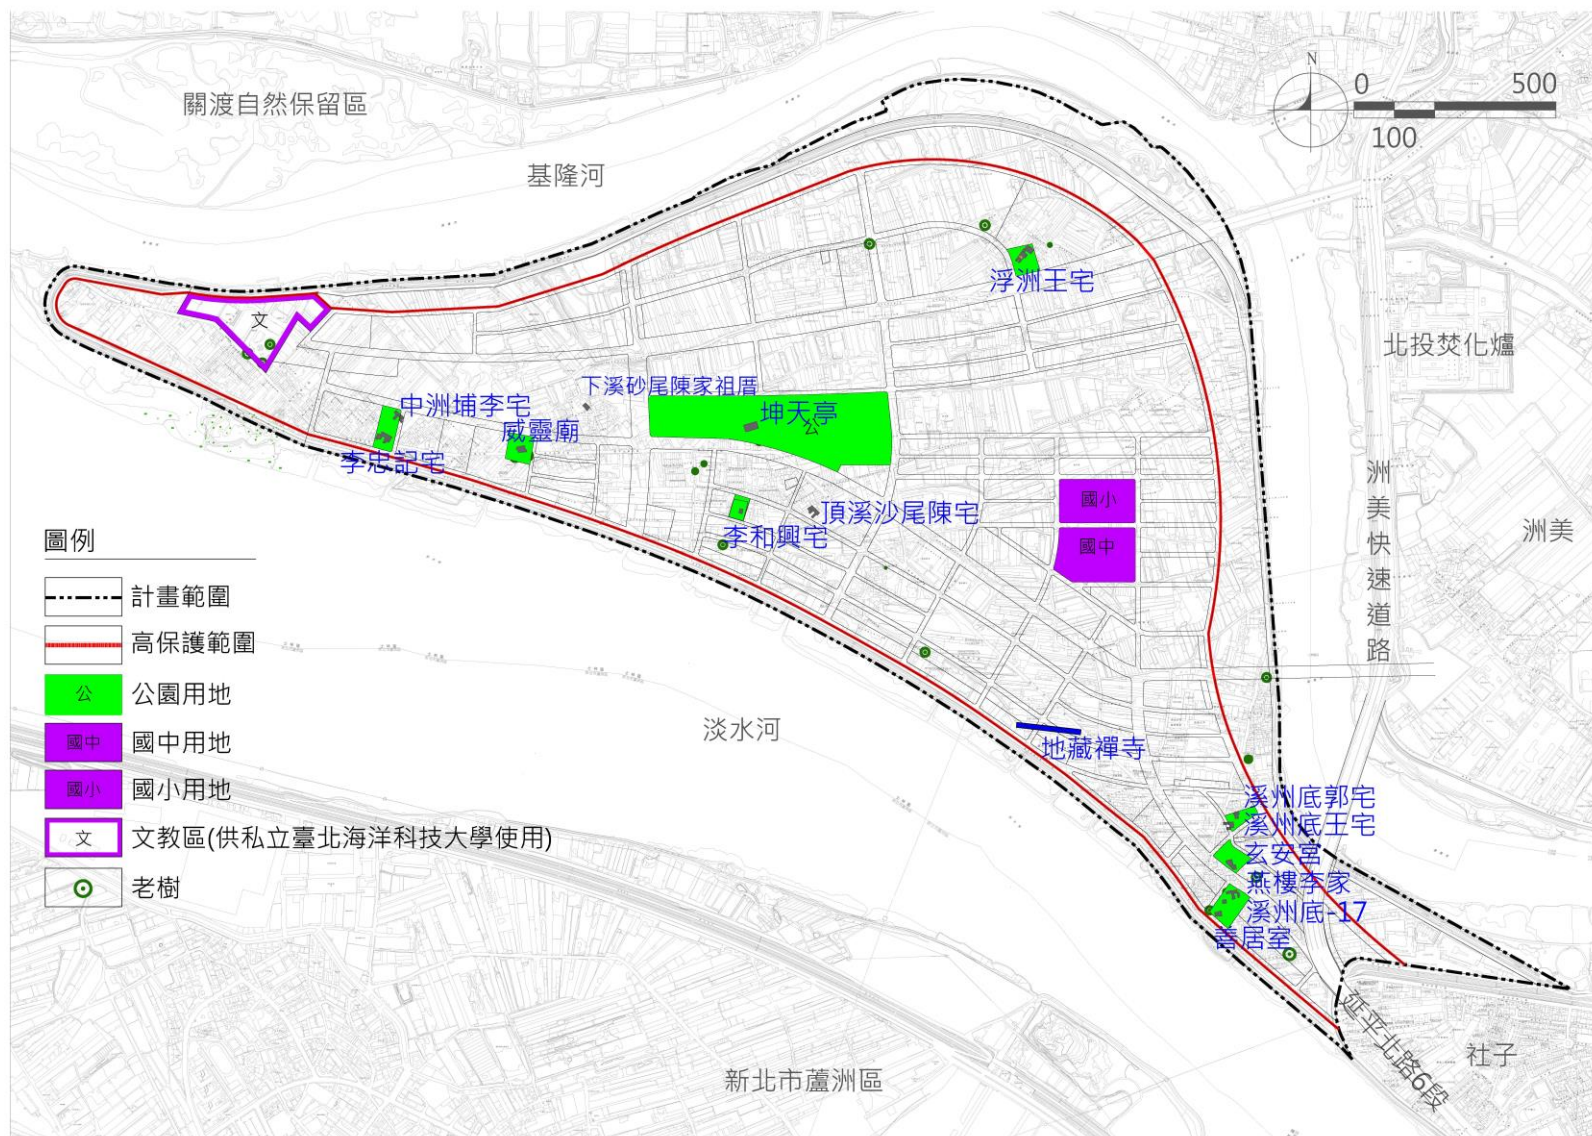 N
0 500
100
關渡自然保留區
基隆河
浮洲王宅
北投焚化爐
文
下溪砂尾陳家祖厝
中洲埔李宅
坤天亭
公
威靈廟
李忠記宅
國小
頂溪沙尾陳宅
李和興宅
國中
洲美快速道路
洲美
圖例
計畫範圍
高保護範圍
公 公園用地
國中 國中用地
國小 國小用地
文 文教區(供私立臺北海洋科技大學使用)
老樹
淡水河
地藏禪寺
溪州底郭宅
溪州底王宅
玄安宮
燕樓李家
溪州底-17
善居室
延平北路6段
社子
新北市蘆洲區